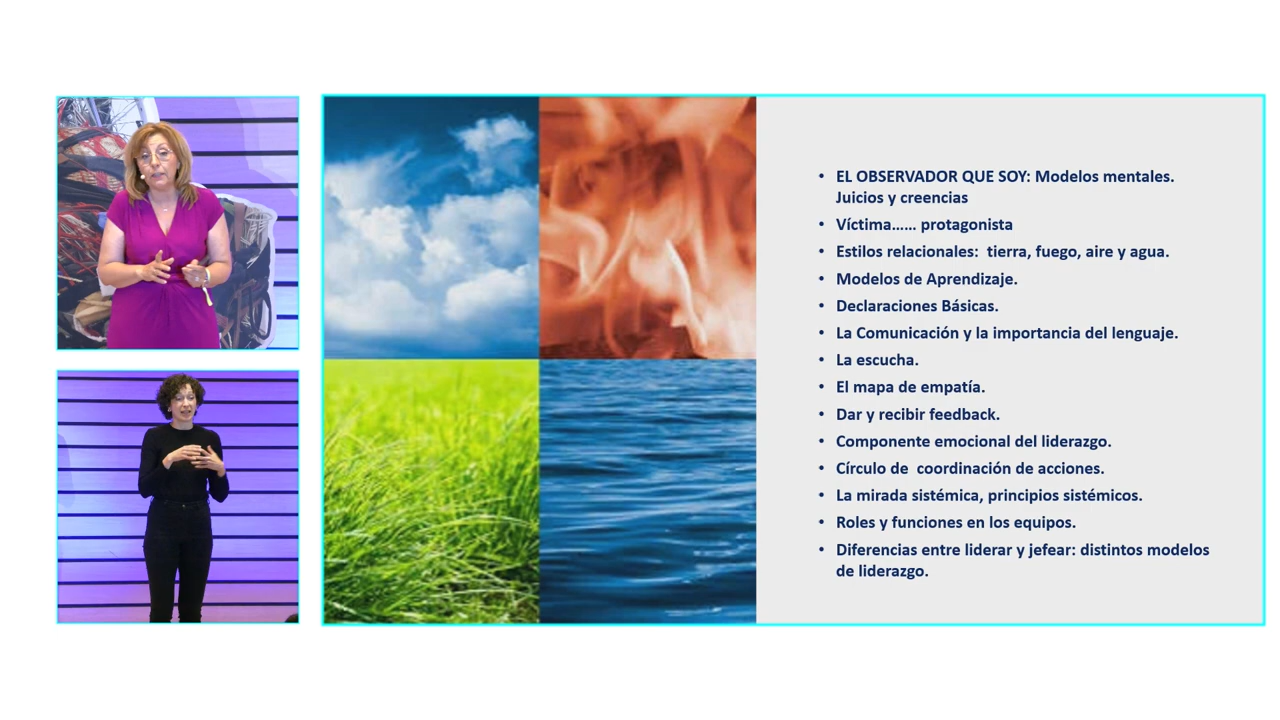 • EL OBSERVADOR QUE SOY: Modelos mentales.
Juicios y creencias
• Víctima...... protagonista
• Estilos relacionales:  tierra, fuego, aire y agua.
• Modelos de Aprendizaje.
• Declaraciones Básicas.
• La Comunicación y la importancia del lenguaje.
• La escucha.
• El mapa de empatía.
• Dar y recibir feedback.
• Componente emocional del liderazgo.
• Círculo de  coordinación de acciones.
• La mirada sistémica, principios sistémicos.
• Roles y funciones en los equipos.
• Diferencias entre liderar y jefear: distintos modelos
de liderazgo.